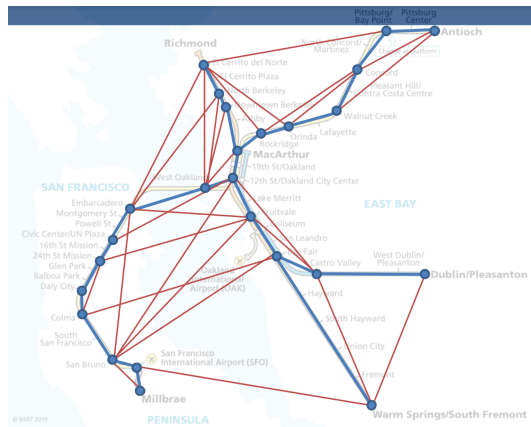 Pittsburg/
Bay Point
Pittsburg
Center
Antioch
North Concord/
Martinez
Richmond
El Cerrito del Norte
El Cerrito Plaza
North Berkeley
Downtown Berkeley
Ashby
Concord
Pleasant Hill/
Contra Costa Centre
Walnut Creek
Lafayette
Orinda
Rockridge
MacArthur
19th St/Oakland
12th St/Oakland City Center
West Oakland
Lake Merritt
Fruitvale
Coliseum
San Leandro
Bay Fair
SAN FRANCISCO
EAST BAY
Embarcadero
Montgomery St.
Powell St.
Civic Center/UN Plaza
16th St Mission
24th St Mission
Glen Park
Balboa Park
Daly City
Colma
South
San Francisco
San Bruno
Oakland
International
Airport (OAK)
Castro Valley
West Dublin/
Pleasanton
Dublin/Pleasanton
Hayward
South Hayward
Union City
Fremont
Warm Springs/South Fremont
San Francisco
International Airport (SFO)
Millbrae
PENINSULA
© BART 2019